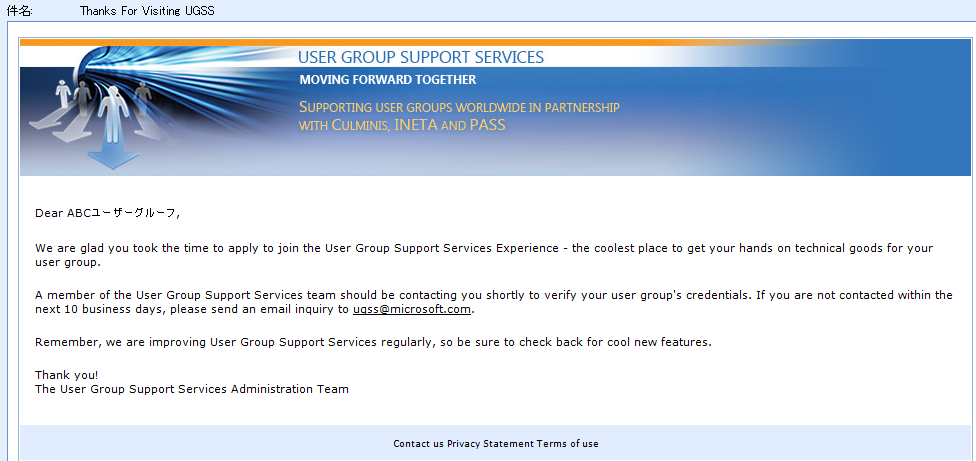 件名: Thanks For Visiting UGSS
USER GROUP SUPPORT SERVICES
MOVING FORWARD TOGETHER
SUPPORTING USER GROUPS WORLDWIDE IN PARTNERSHIP
WITH CULMINIS, INETA AND PASS
Dear ABCユーザーグループ,
We are glad you took the time to apply to join the User Group Support Services Experience - the coolest place to get your hands on technical goods for your
user group.
A member of the User Group Support Services team should be contacting you shortly to verify your user group's credentials. If you are not contacted within the
next 10 business days, please send an email inquiry to ugss@microsoft.com.
Remember, we are improving User Group Support Services regularly, so be sure to check back for cool new features.
Thank you!
The User Group Support Services Administration Team
Contact us Privacy Statement Terms of use